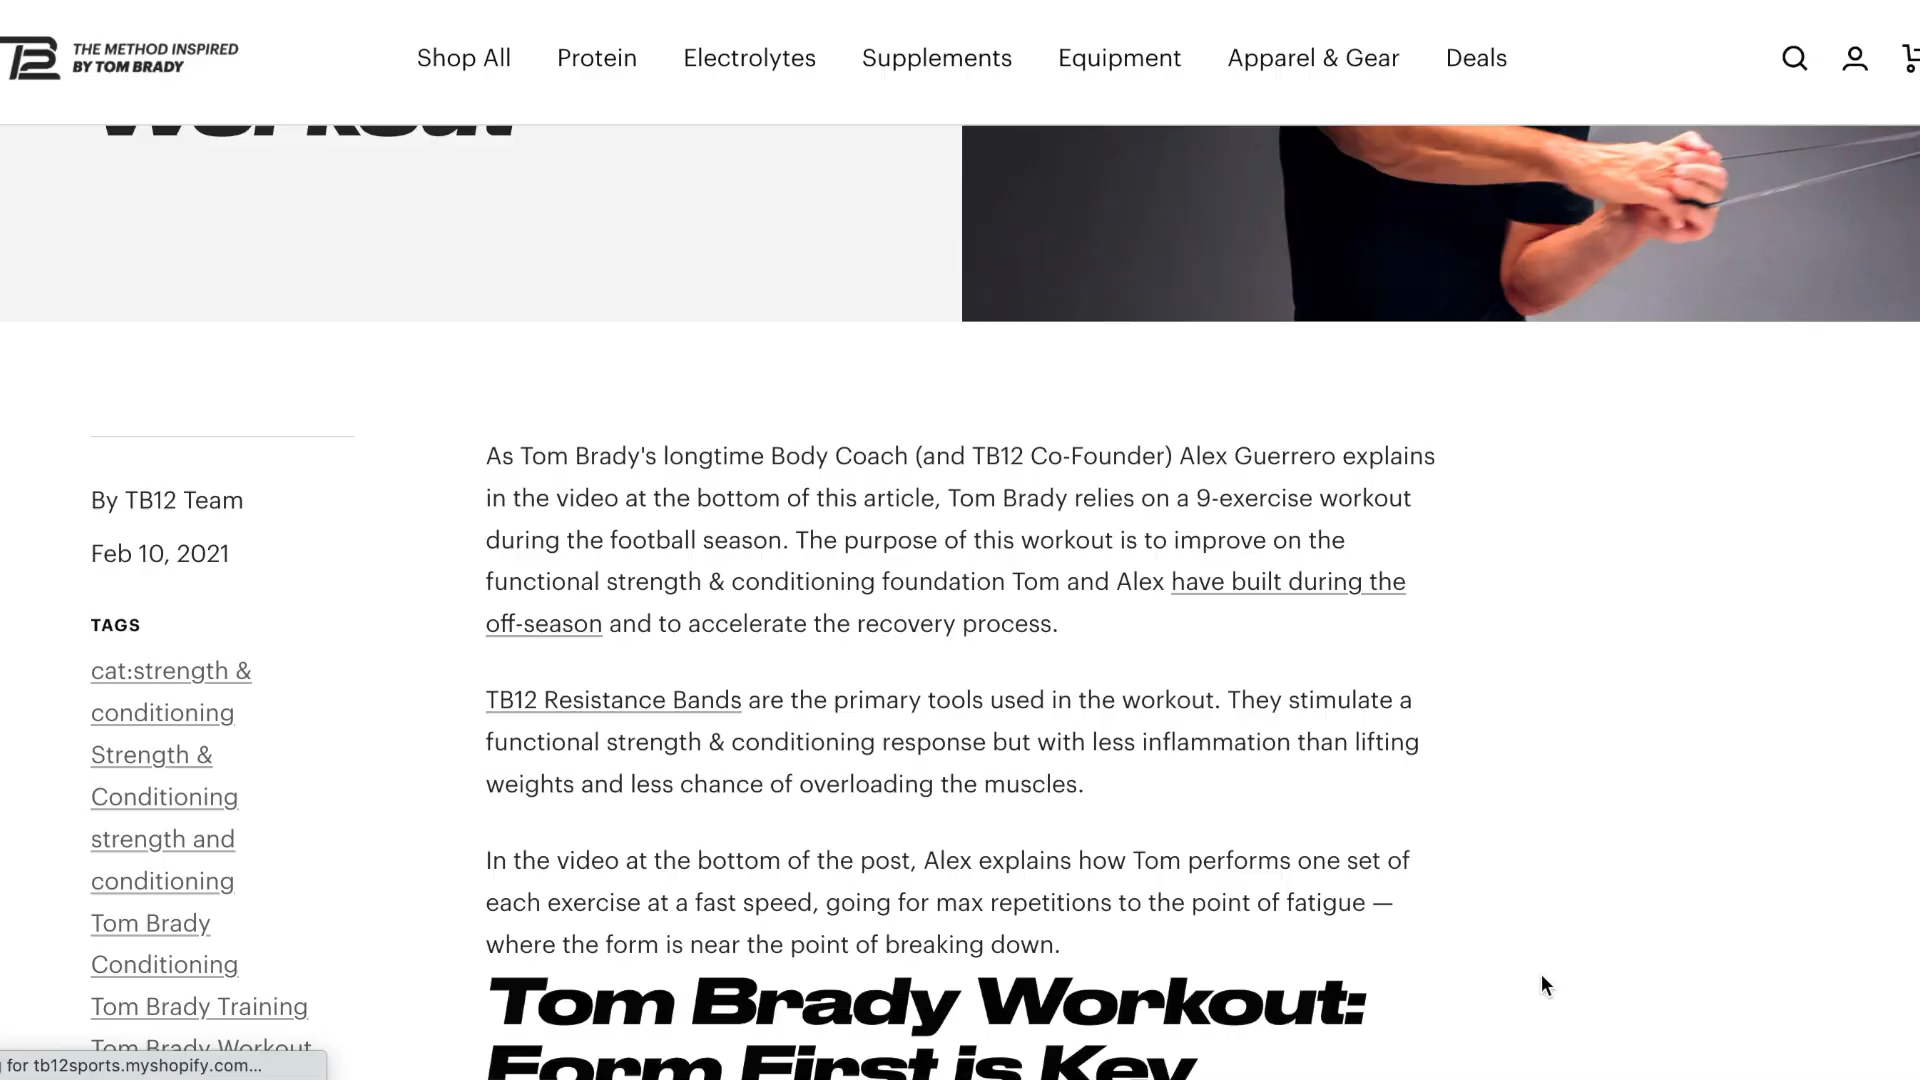 TB THE METHOD INSPIRED
BY TOM BRADY
Shop All Protein Electrolytes Supplements Equipment Apparel & Gear Deals
Workout
By TB12 Team
Feb 10, 2021
TAGS
cat:strength &
conditioning
Strength &
Conditioning
strength and
conditioning
Tom Brady
Conditioning
Tom Brady Training
Tom Brady Workout
As Tom Brady's longtime Body Coach (and TB12 Co-Founder) Alex Guerrero explains
in the video at the bottom of this article, Tom Brady relies on a 9-exercise workout
during the football season. The purpose of this workout is to improve on the
functional strength & conditioning foundation Tom and Alex have built during the
off-season and to accelerate the recovery process.
TB12 Resistance Bands are the primary tools used in the workout. They stimulate a
functional strength & conditioning response but with less inflammation than lifting
weights and less chance of overloading the muscles.
In the video at the bottom of the post, Alex explains how Tom performs one set of
each exercise at a fast speed, going for max repetitions to the point of fatigue —
where the form is near the point of breaking down.
Tom Brady Workout:
Form First is Key
for tb12sports.myshopify.com...